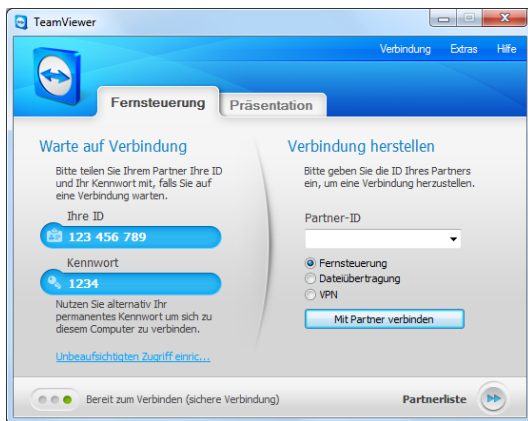 TeamViewer
Verbindung Extras Hilfe
Fernsteuerung Präsentation
Warte auf Verbindung
Bitte teilen Sie Ihrem Partner Ihre ID
und Ihr Kennwort mit, falls Sie auf
eine Verbindung warten.
Ihre ID
123 456 789
Kennwort
1234
Nutzen Sie alternativ Ihr
permanentes Kennwort um sich zu
diesem Computer zu verbinden.
Unbeaufsichtigten Zugriff einric...
Verbindung herstellen
Bitte geben Sie die ID Ihres Partners
ein, um eine Verbindung herzustellen.
Partner-ID
Fernsteuerung
Dateiübertragung
VPN
Mit Partner verbinden
Bereit zum Verbinden (sichere Verbindung)
Partnerliste